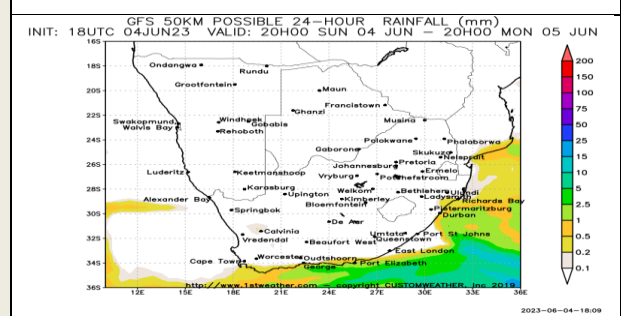 GFS 50KM POSSIBLE 24-HOUR RAINFALL (mm)
INIT: 18UTC 04JUN23 VALID: 20H00 SUN 04 JUN - 20H00 MON 05 JUN
16S
18S
20S
22S
24S
26S
28S
30S
32S
34S
36S
Ondangwa
Rundu
Grootfontein
Maun
Francistown
Ghanzi
Windhoek
Gobabis
Swakopmund
Walvis Bay
Rehoboth
Musina
Polokwane
Phalaborwa
Gaborone
Skukuza
Nelspruit
Johannesburg
Pretoria
Luderitz
Keetmanshoop
Vryburg
Potchefstroom
Ermelo
Karasburg
Upington
Welkom
Bethlehem
Ulundi
Alexander Bay
Kimberley
Ladysmith
Richards Bay
Springbok
Bloemfontein
Pietermaritzburg
Durban
De Aar
Calvinia
Vredendal
Beaufort West
Umtata
Queenstown
Port St Johns
East London
Cape Town
Worcester
Oudtshoorn
George
Port Elizabeth
http://www.1stweather.com - copyright CUSTOMWEATHER, Inc 2019
12E 15E 18E 21E 24E 27E 30E 33E 36E
200
150
100
75
50
25
15
10
5
2.5
1
0.5
0.2
0.1
2023-06-04-18:09